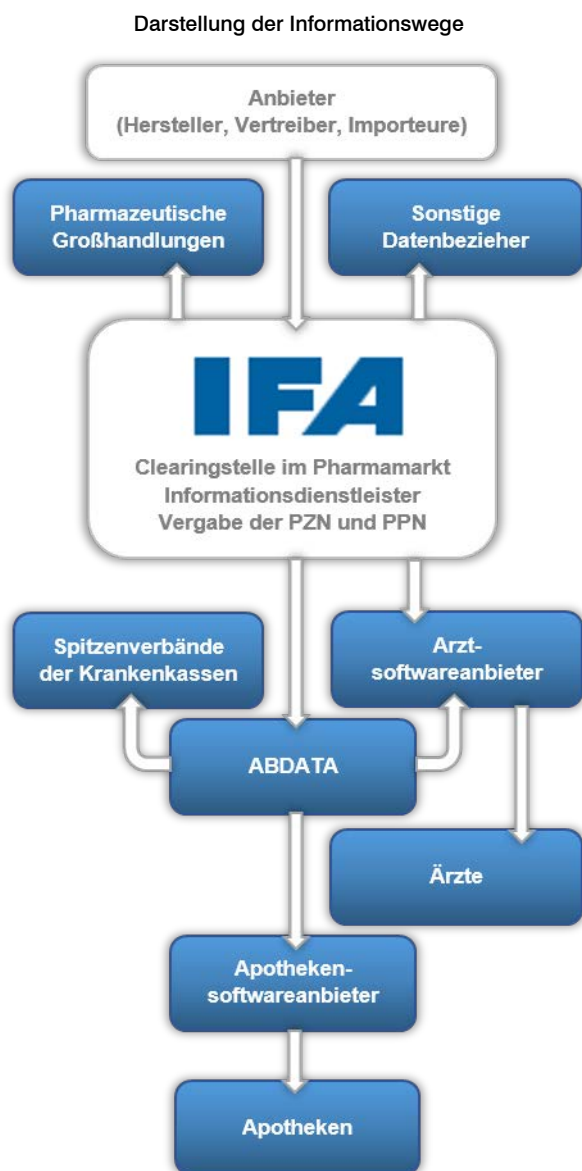 Darstellung der Informationswege
Anbieter
(Hersteller, Vertreiber, Importeure)
Pharmazeutische
Großhandlungen
Sonstige
Datenbezieher
IFA
Clearingstelle im Pharmamarkt
Informationsdienstleister
Vergabe der PZN und PPN
Spitzenverbände
der Krankenkassen
Arzt-
softwareanbieter
ABDATA
Ärzte
Apotheken-
softwareanbieter
Apotheken